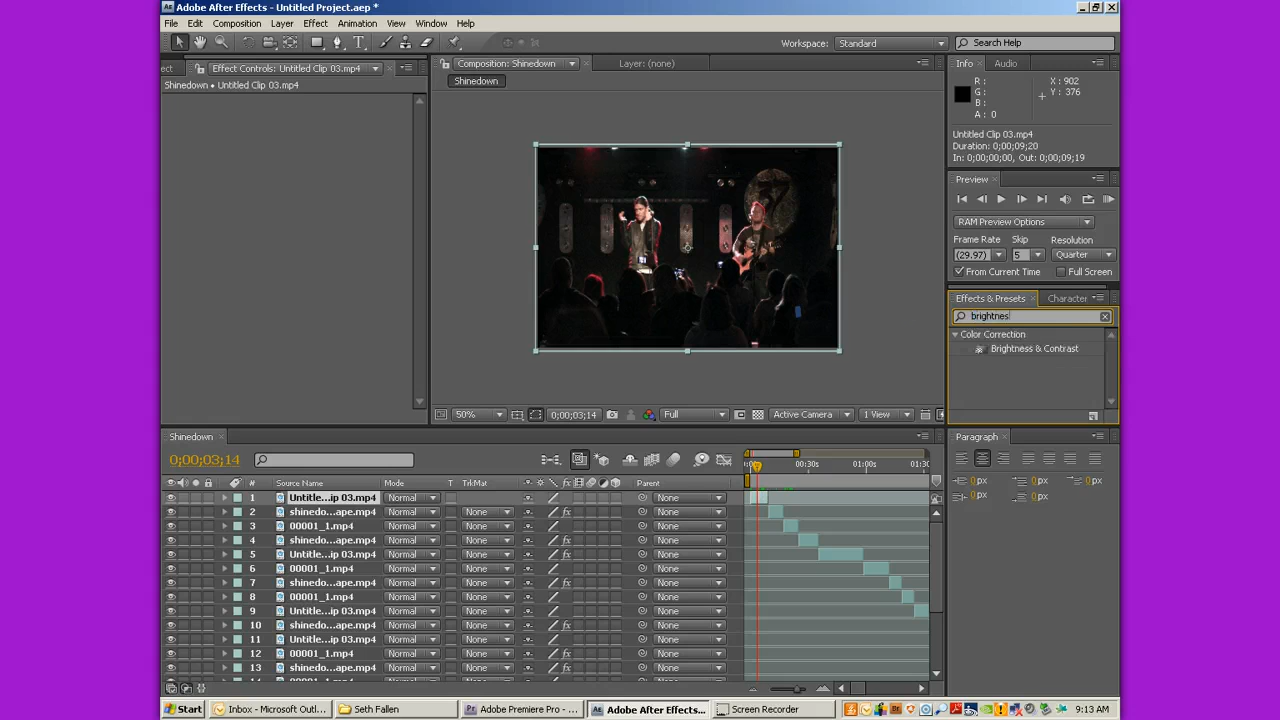 Adobe After Effects - Untitled Project.aep *
File Edit Composition Layer Effect Animation View Window Help
Workspace: Standard Search Help
Effect Controls: Untitled Clip 03.mp4
Shinedown • Untitled Clip 03.mp4
Composition: Shinedown Layer: (none)
Shinedown
Info Audio
R: X: 902
G: Y: 376
B:
A: 0
Untitled Clip 03.mp4
Duration: 0;00;09;20
In: 0;00;00;00, Out: 0;00;09;19
Preview
RAM Preview Options
Frame Rate Skip Resolution
(29.97) 5 Quarter
From Current Time Full Screen
Effects & Presets Character
brightnes
Color Correction
Brightness & Contrast
50% 0;00;03;14 Full Active Camera 1 View
Shinedown
Paragraph
0;00;03;14
00:30s 01:00s 01:30
# Source Name Mode T TrkMat Parent
1 Untitle...ip 03.mp4 Normal None
2 shinedo...ape.mp4 Normal None None
3 00001_1.mp4 Normal None None
4 shinedo...ape.mp4 Normal None None
5 Untitle...ip 03.mp4 Normal None None
6 00001_1.mp4 Normal None None
7 shinedo...ape.mp4 Normal None None
8 00001_1.mp4 Normal None None
9 Untitle...ip 03.mp4 Normal None None
10 shinedo...ape.mp4 Normal None None
11 Untitle...ip 03.mp4 Normal None None
12 00001_1.mp4 Normal None None
13 shinedo...ape.mp4 Normal None None
0 px 0 px 0 px
0 px 0 px
Start Inbox - Microsoft Outl... Seth Fallen Adobe Premiere Pro - ... Adobe After Effects... Screen Recorder 9:13 AM